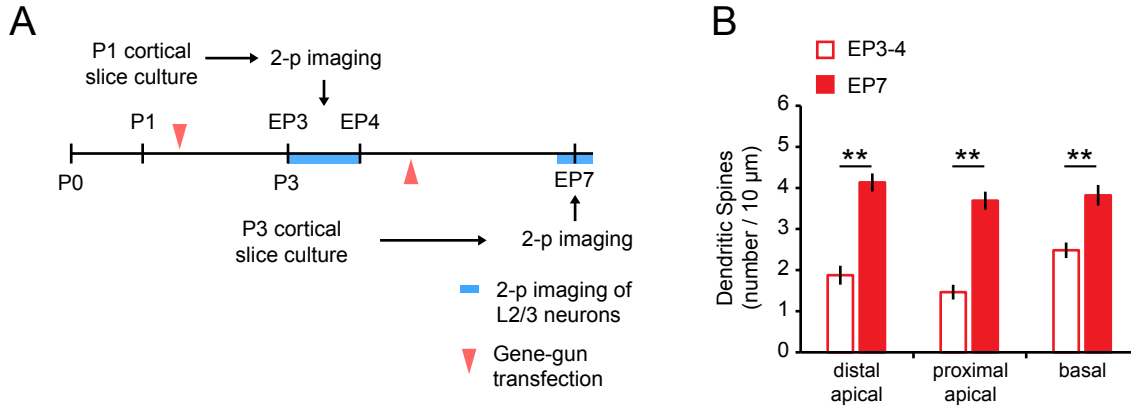 A
P1 cortical
slice culture
2-p imaging
P1
EP3
EP4
P0
P3
EP7
P3 cortical
slice culture
2-p imaging
2-p imaging of
L2/3 neurons
Gene-gun
transfection
B
EP3-4
EP7
Dendritic Spines
(number / 10 µm)
6
5
4
3
2
1
0
**
**
**
distal
apical
proximal
apical
basal